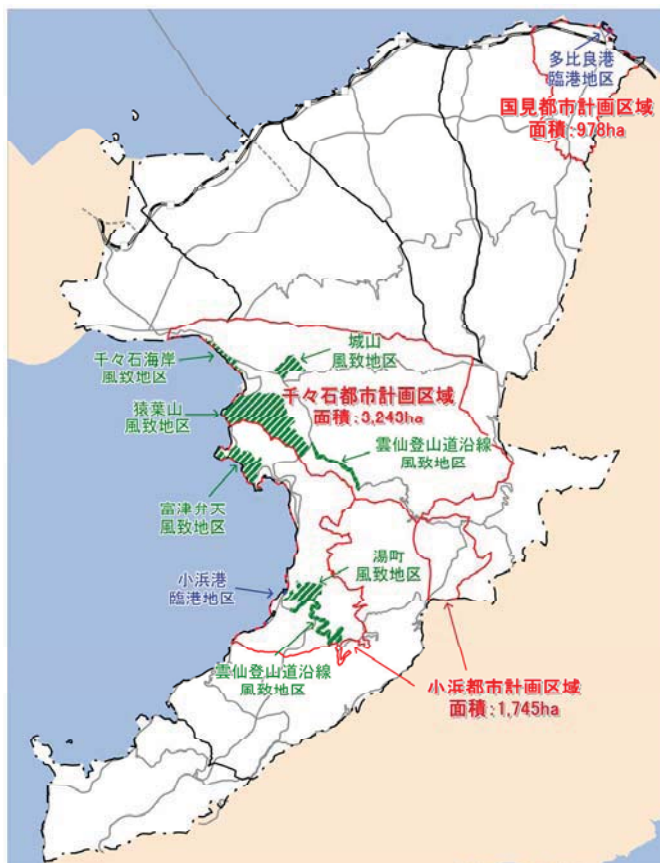 多比良港
臨港地区
国見都市計画区域
面積:978ha
城山
風致地区
千々石海岸
風致地区
千々石都市計画区域
面積:3,243ha
猿葉山
風致地区
雲仙登山道沿線
風致地区
富津弁天
風致地区
湯町
風致地区
小浜港
臨港地区
雲仙登山道沿線
風致地区
小浜都市計画区域
面積:1,745ha